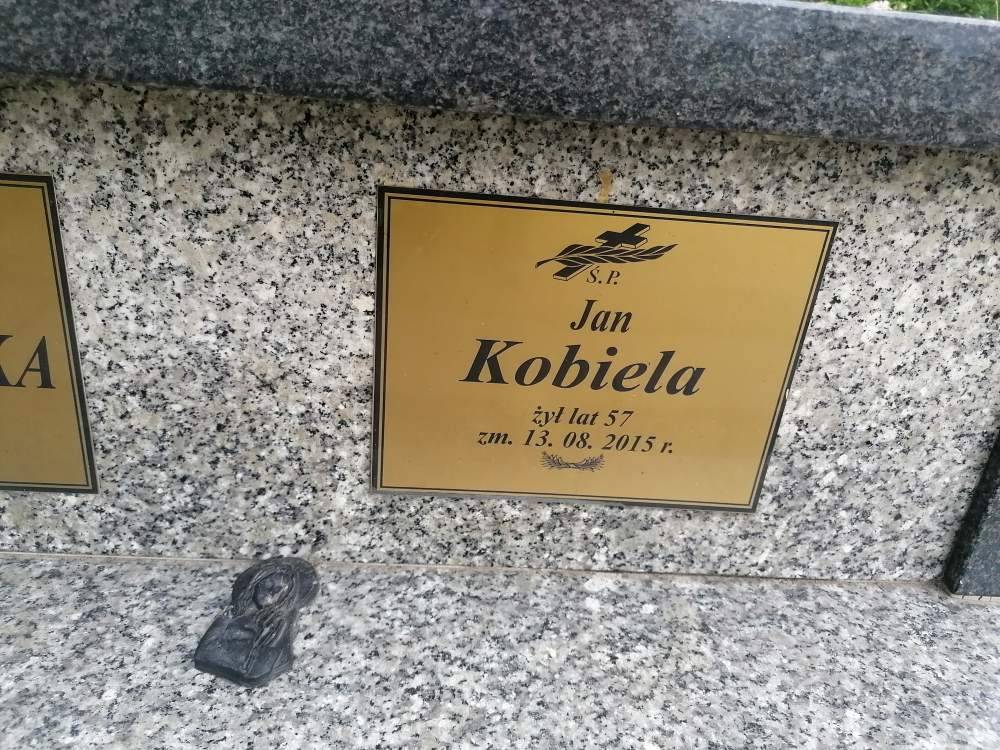 KA
Ś.P.
Jan
Kobiela
żył lat 57
zm. 13. 08. 2015 r.